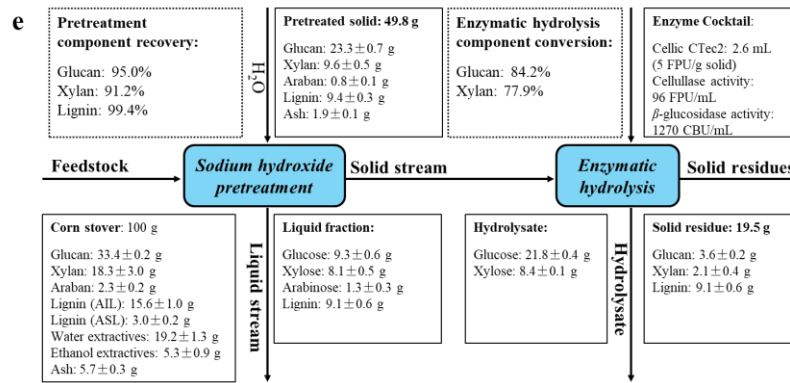 e
Pretreatment
component recovery:
Glucan: 95.0%
Xylan: 91.2%
Lignin: 99.4%
H2O
Pretreated solid: 49.8 g
Glucan: 23.3±0.7 g
Xylan: 9.6±0.5 g
Araban: 0.8±0.1 g
Lignin: 9.4±0.3 g
Ash: 1.9±0.1 g
Enzymatic hydrolysis
component conversion:
Glucan: 84.2%
Xylan: 77.9%
Enzyme Cocktail:
Cellic CTec2: 2.6 mL
(5 FPU/g solid)
Cellullase activity:
96 FPU/mL
β-glucosidase activity:
1270 CBU/mL
Feedstock
Sodium hydroxide
pretreatment
Solid stream
Enzymatic
hydrolysis
Solid residues
Corn stover: 100 g
Glucan: 33.4±0.2 g
Xylan: 18.3±3.0 g
Araban: 2.3±0.2 g
Lignin (AIL): 15.6±1.0 g
Lignin (ASL): 3.0±0.2 g
Water extractives: 19.2±1.3 g
Ethanol extractives: 5.3±0.9 g
Ash: 5.7±0.3 g
Liquid stream
Liquid fraction:
Glucose: 9.3±0.6 g
Xylose: 8.1±0.5 g
Arabinose: 1.3±0.3 g
Lignin: 9.1±0.6 g
Hydrolysate:
Glucose: 21.8±0.4 g
Xylose: 8.4±0.1 g
Hydrolysate
Solid residue: 19.5 g
Glucan: 3.6±0.2 g
Xylan: 2.1±0.4 g
Lignin: 9.1±0.6 g